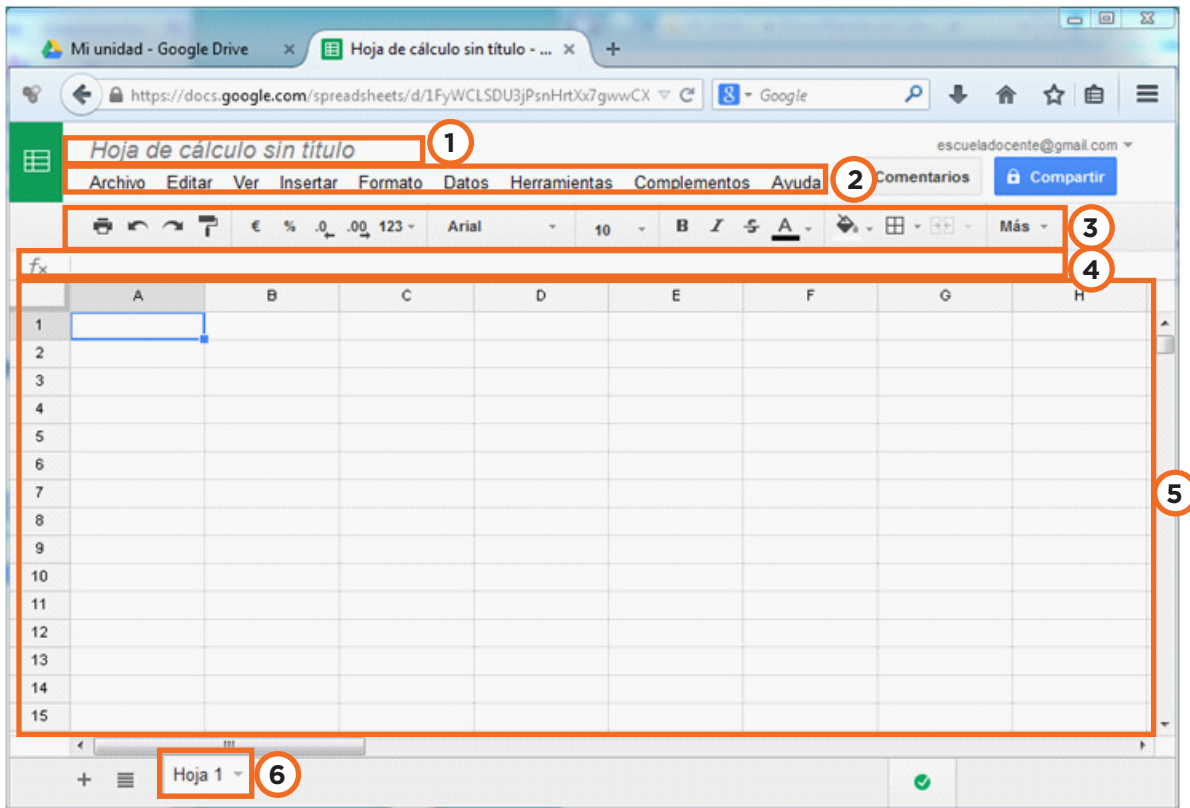 Mi unidad - Google Drive × Hoja de cálculo sin título - ... × +
https://docs.google.com/spreadsheets/d/1FyWCLSDU3jPsnHrtXx7gwwCX 8 Google
Hoja de cálculo sin título 1 escueladocente@gmail.com
Archivo Editar Ver Insertar Formato Datos Herramientas Complementos Ayuda 2 Comentarios Compartir
€ % .0 .00 123 Arial 10 B I S A Más 3
fx 4
A B C D E F G H
1
2
3
4
5
6
7 5
8
9
10
11
12
13
14
15
+ Hoja 1 6